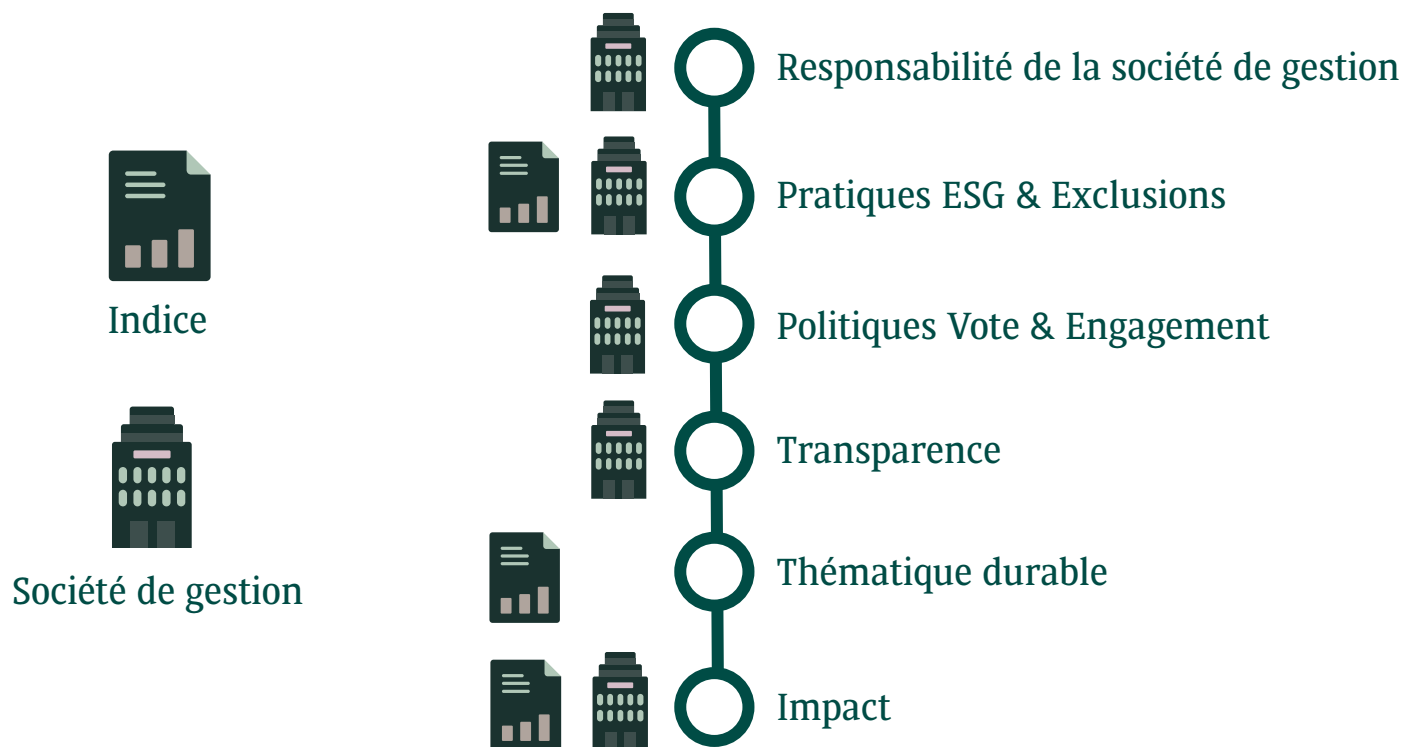 Responsabilité de la société de gestion
Pratiques ESG & Exclusions
Indice
Politiques Vote & Engagement
Transparence
Société de gestion
Thématique durable
Impact